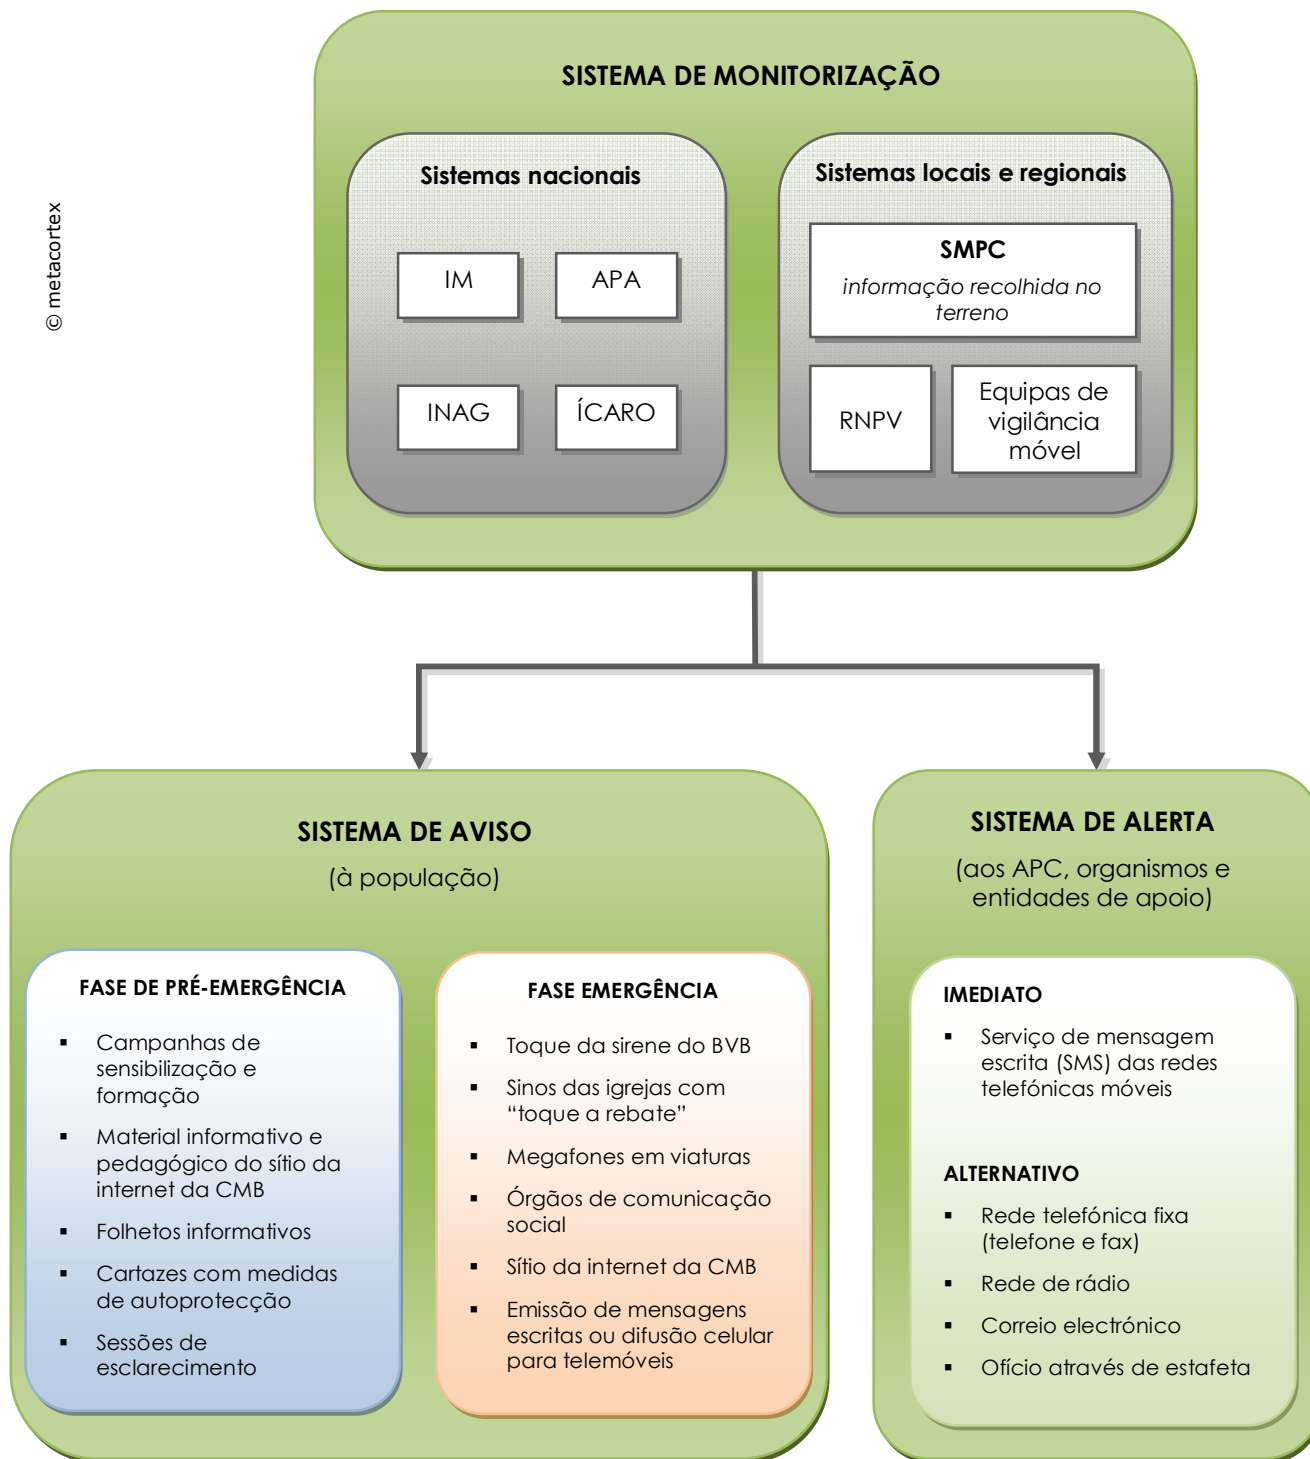 © metacortex
SISTEMA DE MONITORIZAÇÃO
Sistemas nacionais
IM
APA
INAG
ÍCARO
Sistemas locais e regionais
SMPC
informação recolhida no
terreno
RNPV
Equipas de
vigilância
móvel
SISTEMA DE AVISO
(à população)
FASE DE PRÉ-EMERGÊNCIA
▪ Campanhas de
sensibilização e
formação
▪ Material informativo e
pedagógico do sítio da
internet da CMB
▪ Folhetos informativos
▪ Cartazes com medidas
de autoprotecção
▪ Sessões de
esclarecimento
FASE EMERGÊNCIA
▪ Toque da sirene do BVB
▪ Sinos das igrejas com
“toque a rebate”
▪ Megafones em viaturas
▪ Órgãos de comunicação
social
▪ Sítio da internet da CMB
▪ Emissão de mensagens
escritas ou difusão celular
para telemóveis
SISTEMA DE ALERTA
(aos APC, organismos e
entidades de apoio)
IMEDIATO
▪ Serviço de mensagem
escrita (SMS) das redes
telefónicas móveis
ALTERNATIVO
▪ Rede telefónica fixa
(telefone e fax)
▪ Rede de rádio
▪ Correio electrónico
▪ Ofício através de estafeta